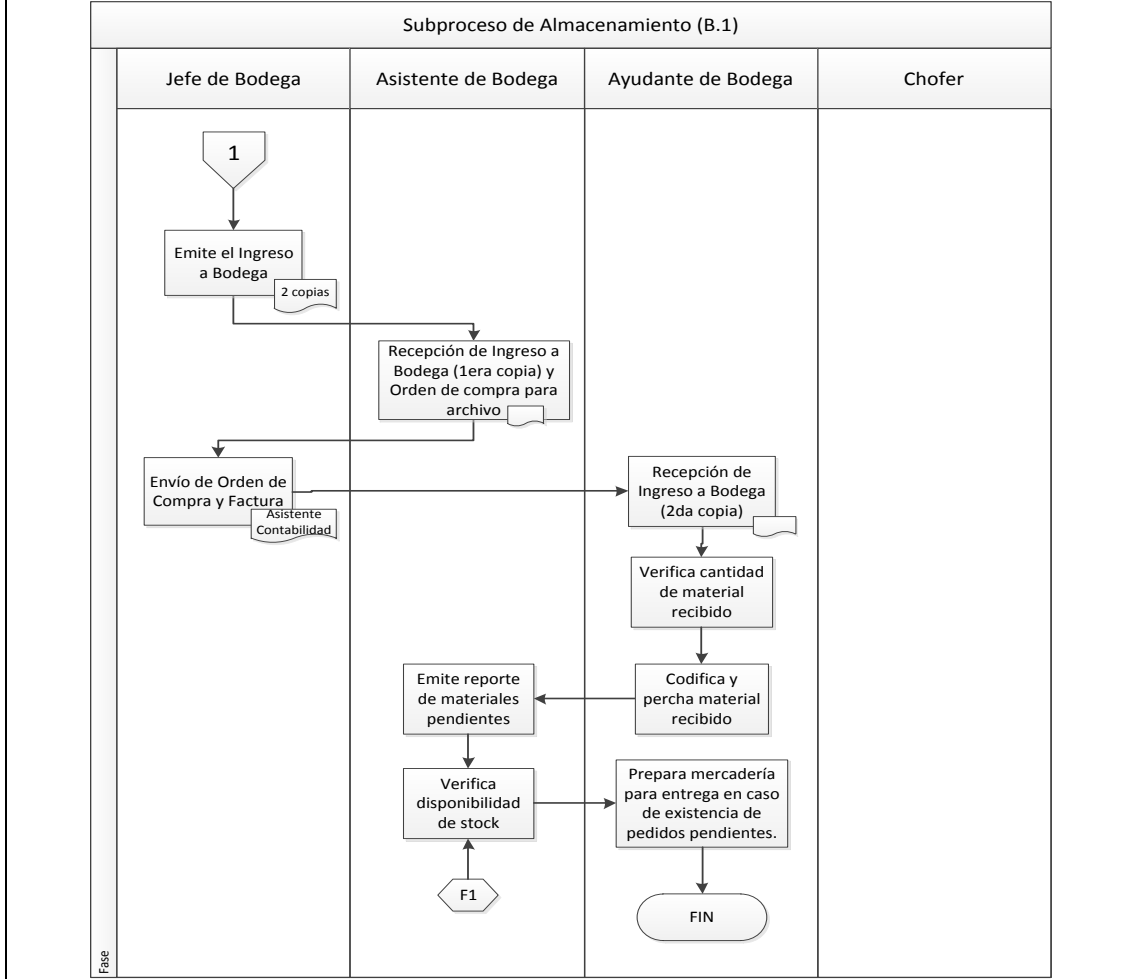 Subproceso de Almacenamiento (B.1)
Jefe de Bodega
Asistente de Bodega
Ayudante de Bodega
Chofer
1
Emite el Ingreso
a Bodega
2 copias
Recepción de Ingreso a
Bodega (1era copia) y
Orden de compra para
archivo
Envío de Orden de
Compra y Factura
Asistente
Contabilidad
Recepción de
Ingreso a Bodega
(2da copia)
Verifica cantidad
de material
recibido
Codifica y
percha material
recibido
Emite reporte
de materiales
pendientes
Verifica
disponibilidad
de stock
Prepara mercadería
para entrega en caso
de existencia de
pedidos pendientes.
F1
FIN
Fase